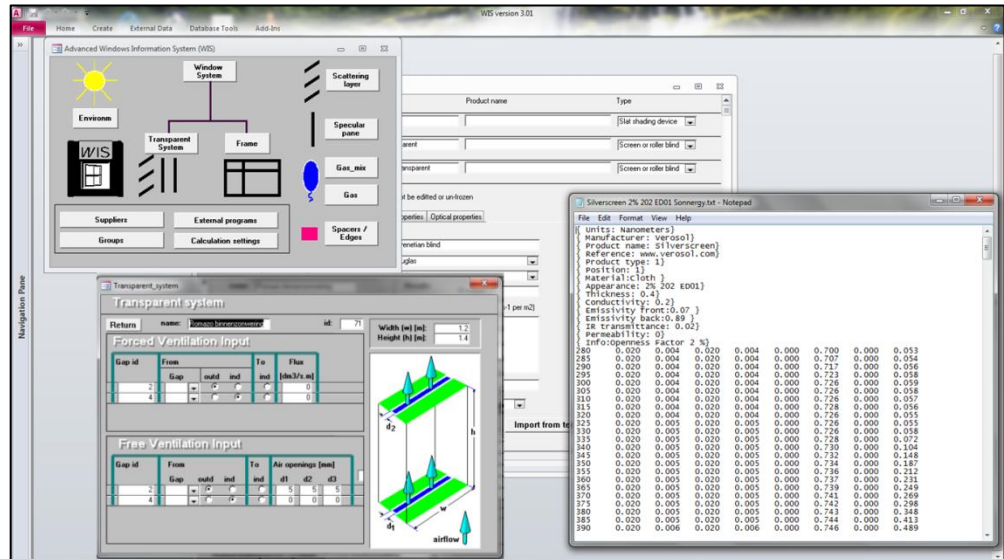 WIS version 3.01
File Home Create External Data Database Tools Add-Ins
Navigation Pane
Advanced Windows Information System (WIS)
Window System
Environm
WIS
Transparent System
Frame
Scattering layer
Specular pane
Gas_mix
Gas
Spacers / Edges
Suppliers
External programs
Groups
Calculation settings
Product name Type
Slat shading device
arent Screen or roller blind
ansparent Screen or roller blind
ot be edited or un-frozen
operties Optical properties
enetian blind
uglas
-1 per m2)
Import from te
Transparent_system
Transparent system
Return name: Romazo binnenzonwering id: 71
Width (w) [m]: 1.2
Height (h) [m]: 1.4
Forced Ventilation Input
Gap id From To Flux
Gap outd ind ind [dm3/s.m]
2 0
4 0
Free Ventilation Input
Gap id From To Air openings [mm]
Gap outd ind ind d1 d2 d3
2 5 5 5
4 0 0 0
d2
h
d1
w
airflow
Silverscreen 2% 202 ED01 Sonnergy.txt - Notepad
File Edit Format View Help
{ Units: Nanometers}
{ Manufacturer: Verosol}
{ Product name: Silverscreen}
{ Reference: www.verosol.com}
{ Product type: 1}
{ Position: 1}
{ Material:Cloth }
{ Appearance: 2% 202 ED01}
{ Thickness: 0.4}
{ Conductivity: 0.2}
{ Emissivity front:0.07 }
{ Emissivity back:0.89 }
{ IR transmittance: 0.02}
{ Permeability: 0}
{ Info:Openness Factor 2 %}
280 0.020 0.004 0.020 0.004 0.000 0.700 0.000 0.053
285 0.020 0.004 0.020 0.004 0.000 0.707 0.000 0.054
290 0.020 0.004 0.020 0.004 0.000 0.717 0.000 0.056
295 0.020 0.004 0.020 0.004 0.000 0.723 0.000 0.058
300 0.020 0.004 0.020 0.004 0.000 0.726 0.000 0.059
305 0.020 0.004 0.020 0.004 0.000 0.726 0.000 0.058
310 0.020 0.004 0.020 0.004 0.000 0.726 0.000 0.057
315 0.020 0.004 0.020 0.004 0.000 0.728 0.000 0.056
320 0.020 0.004 0.020 0.004 0.000 0.726 0.000 0.055
325 0.020 0.005 0.020 0.005 0.000 0.726 0.000 0.055
330 0.020 0.005 0.020 0.005 0.000 0.726 0.000 0.058
335 0.020 0.005 0.020 0.005 0.000 0.728 0.000 0.072
340 0.020 0.005 0.020 0.005 0.000 0.730 0.000 0.104
345 0.020 0.005 0.020 0.005 0.000 0.732 0.000 0.148
350 0.020 0.005 0.020 0.005 0.000 0.734 0.000 0.187
355 0.020 0.005 0.020 0.005 0.000 0.736 0.000 0.212
360 0.020 0.005 0.020 0.005 0.000 0.737 0.000 0.231
365 0.020 0.005 0.020 0.005 0.000 0.739 0.000 0.249
370 0.020 0.005 0.020 0.005 0.000 0.741 0.000 0.269
375 0.020 0.005 0.020 0.005 0.000 0.742 0.000 0.298
380 0.020 0.005 0.020 0.005 0.000 0.743 0.000 0.348
385 0.020 0.005 0.020 0.005 0.000 0.744 0.000 0.413
390 0.020 0.006 0.020 0.006 0.000 0.746 0.000 0.489